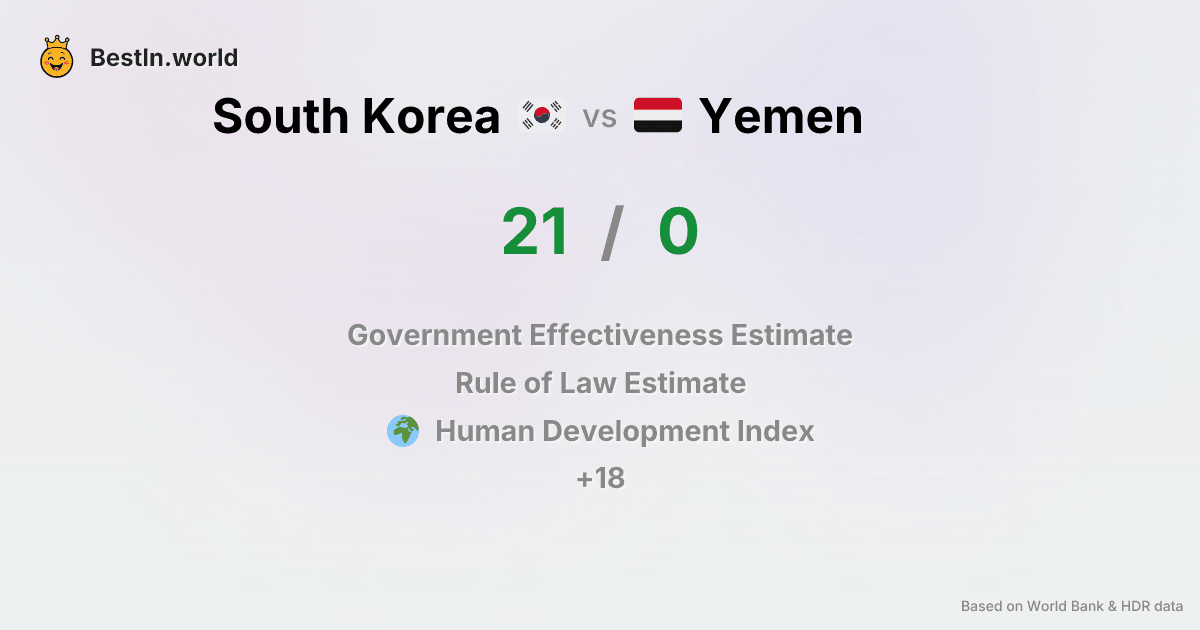 BestIn.world
South Korea vs Yemen
21 / 0
Government Effectiveness Estimate
Rule of Law Estimate
Human Development Index
+18
Based on World Bank & HDR data